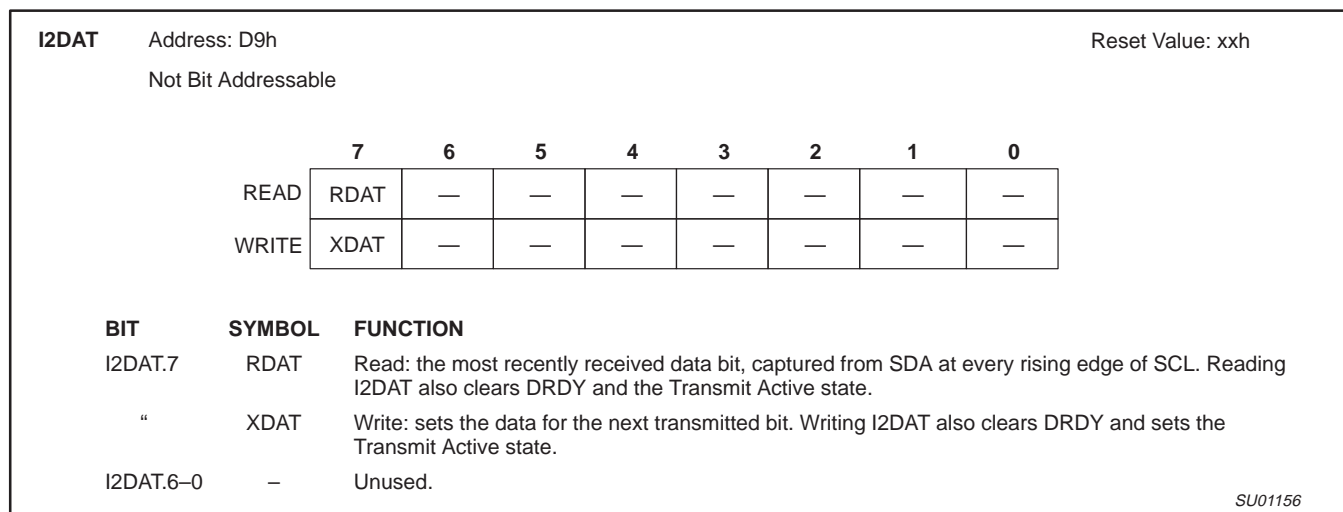 I2DAT Address: D9h Reset Value: xxh
Not Bit Addressable
7 6 5 4 3 2 1 0
READ RDAT — — — — — — —
WRITE XDAT — — — — — — —
BIT SYMBOL FUNCTION
I2DAT.7 RDAT Read: the most recently received data bit, captured from SDA at every rising edge of SCL. Reading
I2DAT also clears DRDY and the Transmit Active state.
“ XDAT Write: sets the data for the next transmitted bit. Writing I2DAT also clears DRDY and sets the
Transmit Active state.
I2DAT.6–0 – Unused.
SU01156